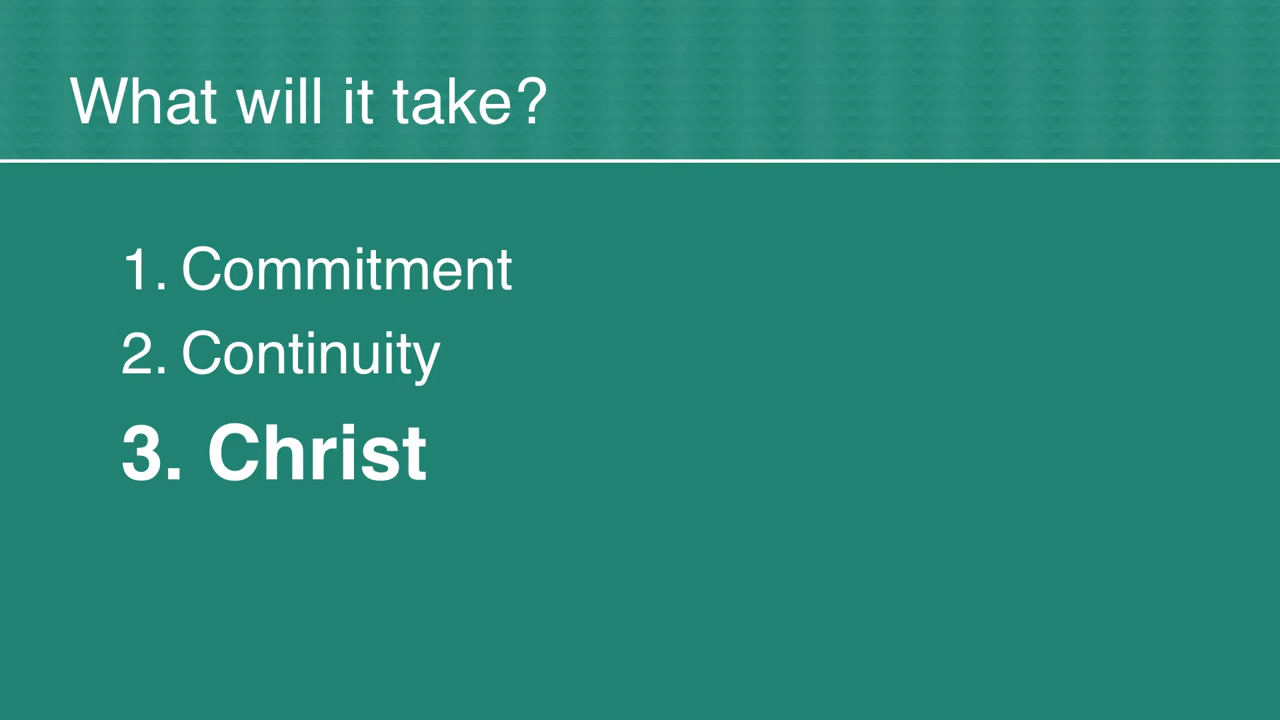 What will it take?
1. Commitment
2. Continuity
3. Christ